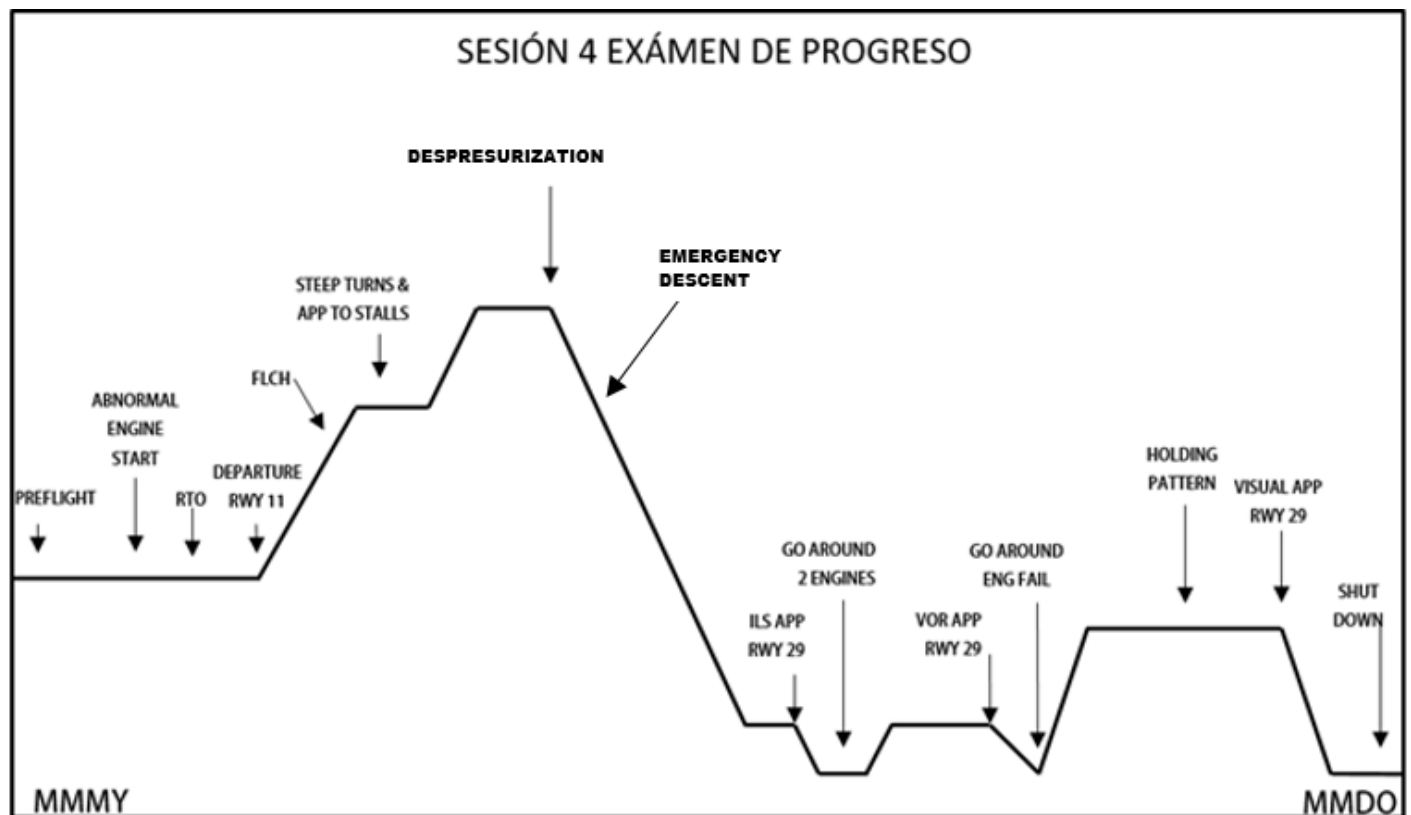 SESIÓN 4 EXÁMEN DE PROGRESO
DESPRESURIZATION
EMERGENCY
DESCENT
STEEP TURNS &
APP TO STALLS
FLCH
ABNORMAL
ENGINE
START
PREFLIGHT
RTO
DEPARTURE
RWY 11
ILS APP
RWY 29
GO AROUND
2 ENGINES
VOR APP
RWY 29
GO AROUND
ENG FAIL
HOLDING
PATTERN
VISUAL APP
RWY 29
SHUT
DOWN
MMMY
MMDO